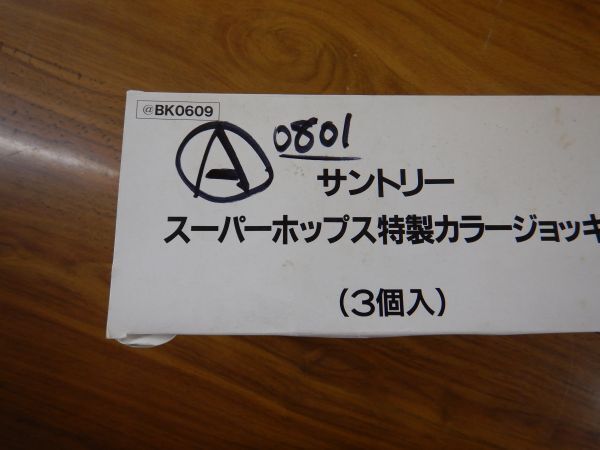 @BK0609
A 0801
サントリー
スーパーホップス特製カラージョッキ
(3個入)